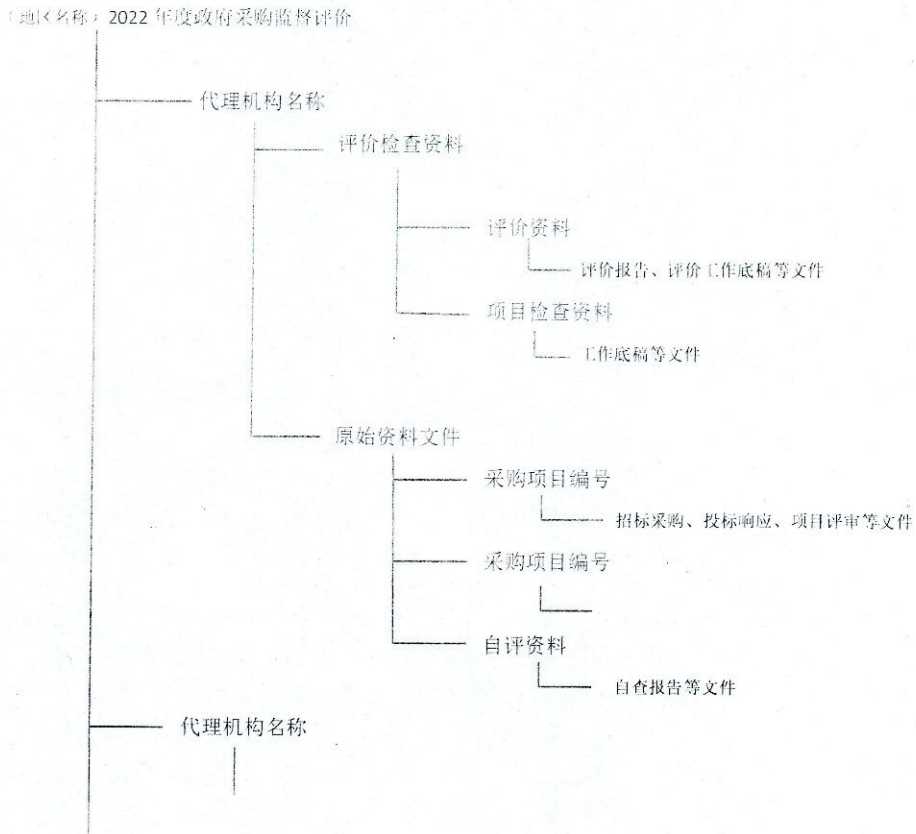 （地区名称）2022 年度政府采购监督评价
代理机构名称
评价检查资料
评价资料
评价报告、评价工作底稿等文件
项目检查资料
工作底稿等文件
原始资料文件
采购项目编号
招标采购、投标响应、项目评审等文件
采购项目编号
自评资料
自查报告等文件
代理机构名称